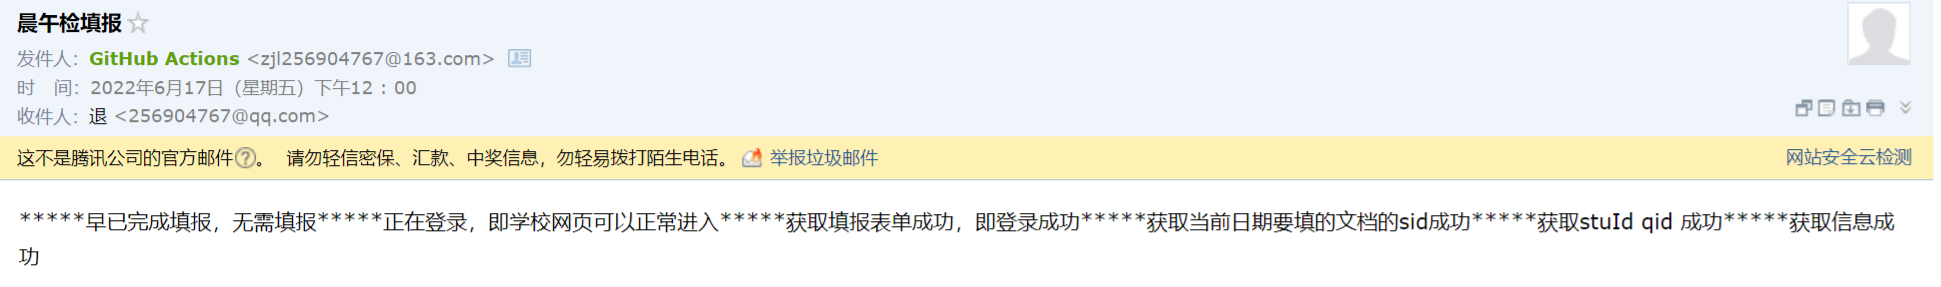 晨午检填报
发件人：GitHub Actions <zjl256904767@163.com>
时　间：2022年6月17日（星期五）下午12：00
收件人：退 <256904767@qq.com>
这不是腾讯公司的官方邮件?。 请勿轻信密保、汇款、中奖信息，勿轻易拨打陌生电话。 举报垃圾邮件 网站安全云检测
*****早已完成填报，无需填报*****正在登录，即学校网页可以正常进入*****获取填报表单成功，即登录成功*****获取当前日期要填的文档的sid成功*****获取stuId qid 成功*****获取信息成
功